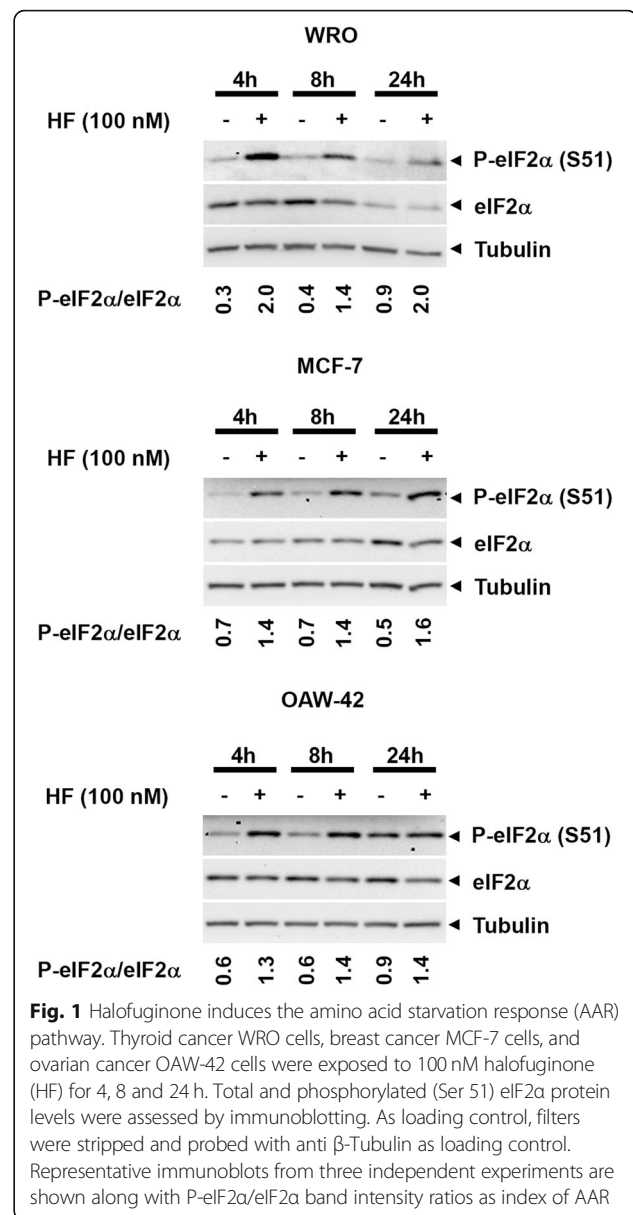 WRO
4h 8h 24h
HF (100 nM) - + - + - +
P-eIF2α (S51)
eIF2α
Tubulin
P-eIF2α/eIF2α 0.3 2.0 0.4 1.4 0.9 2.0
MCF-7
4h 8h 24h
HF (100 nM) - + - + - +
P-eIF2α (S51)
eIF2α
Tubulin
P-eIF2α/eIF2α 0.7 1.4 0.7 1.4 0.5 1.6
OAW-42
4h 8h 24h
HF (100 nM) - + - + - +
P-eIF2α (S51)
eIF2α
Tubulin
P-eIF2α/eIF2α 0.6 1.3 0.6 1.4 0.9 1.4
Fig. 1 Halofuginone induces the amino acid starvation response (AAR)
pathway. Thyroid cancer WRO cells, breast cancer MCF-7 cells, and
ovarian cancer OAW-42 cells were exposed to 100 nM halofuginone
(HF) for 4, 8 and 24 h. Total and phosphorylated (Ser 51) eIF2α protein
levels were assessed by immunoblotting. As loading control, filters
were stripped and probed with anti β-Tubulin as loading control.
Representative immunoblots from three independent experiments are
shown along with P-eIF2α/eIF2α band intensity ratios as index of AAR